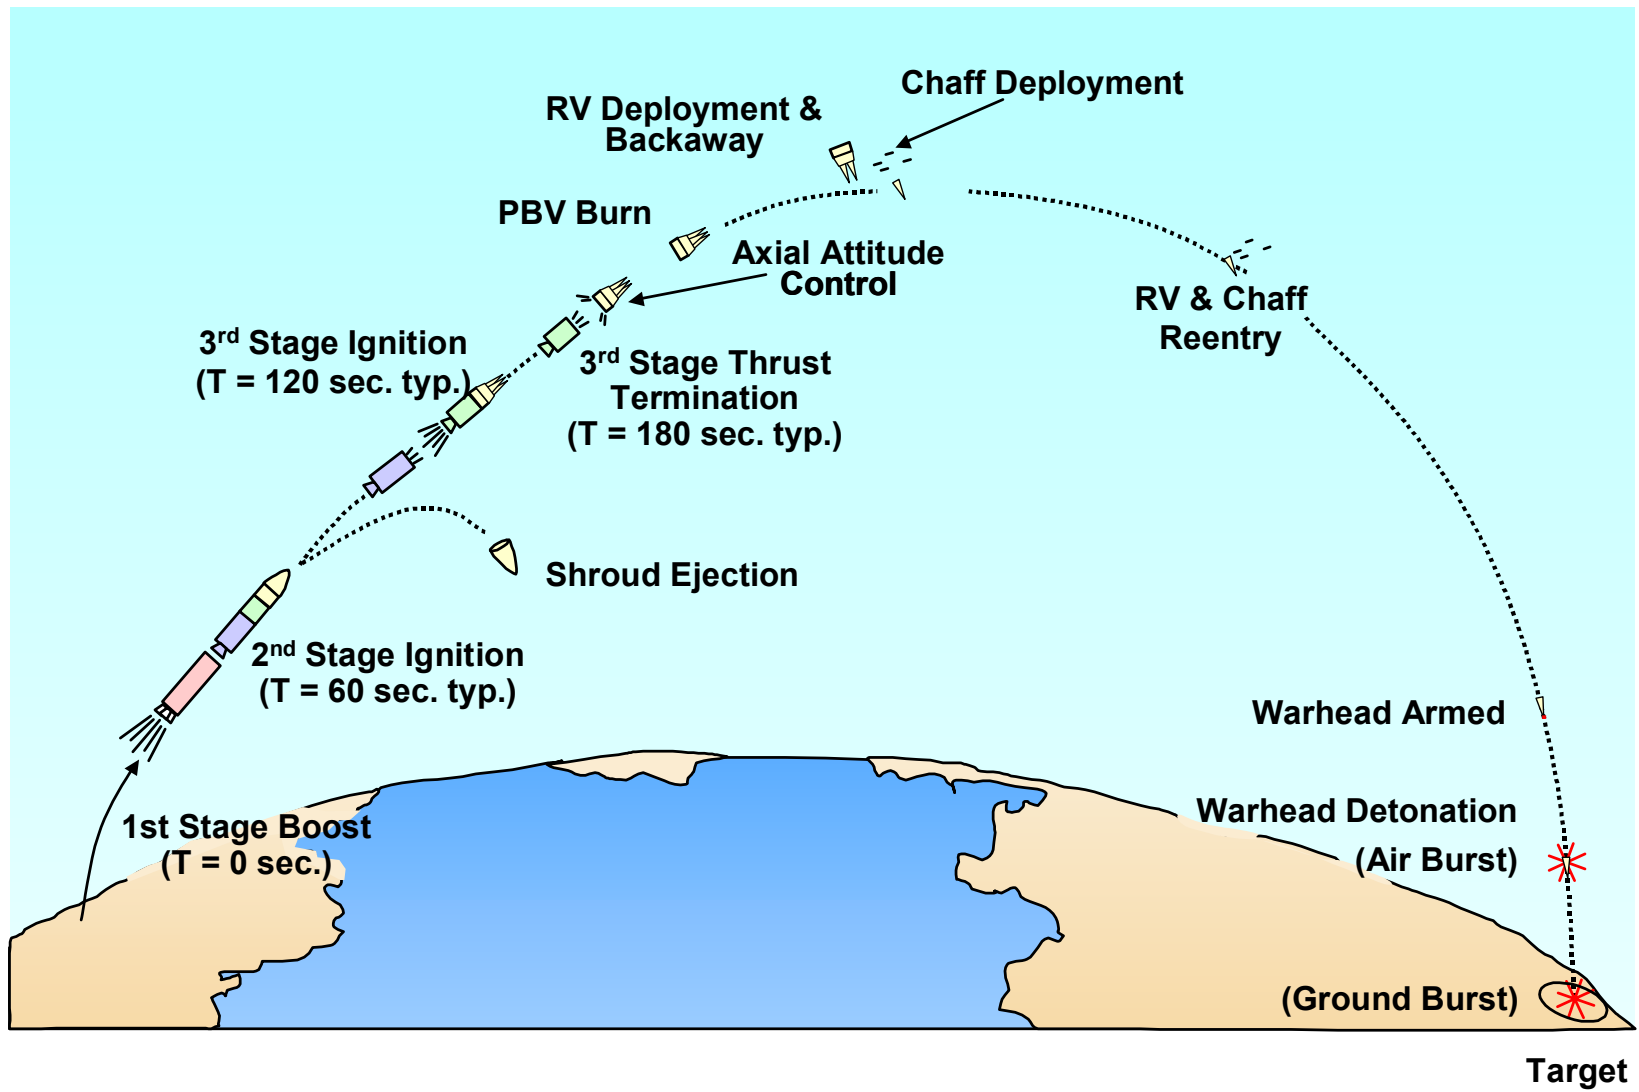 Chaff Deployment
RV Deployment &
Backaway
PBV Burn
Axial Attitude
Control
RV & Chaff
Reentry
3rd Stage Ignition
(T = 120 sec. typ.)
3rd Stage Thrust
Termination
(T = 180 sec. typ.)
Shroud Ejection
2nd Stage Ignition
(T = 60 sec. typ.)
Warhead Armed
1st Stage Boost
(T = 0 sec.)
Warhead Detonation
(Air Burst)
(Ground Burst)
Target